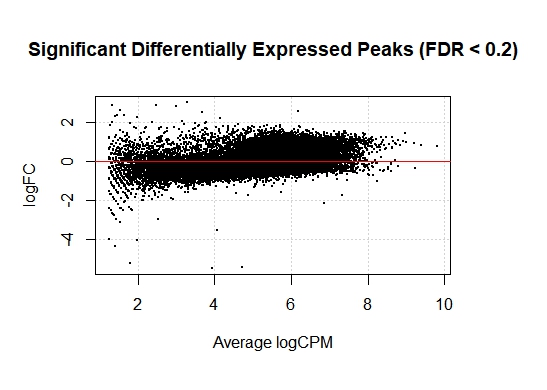 Significant Differentially Expressed Peaks (FDR < 0.2)
logFC
2
0
-2
-4
2 4 6 8 10
Average logCPM